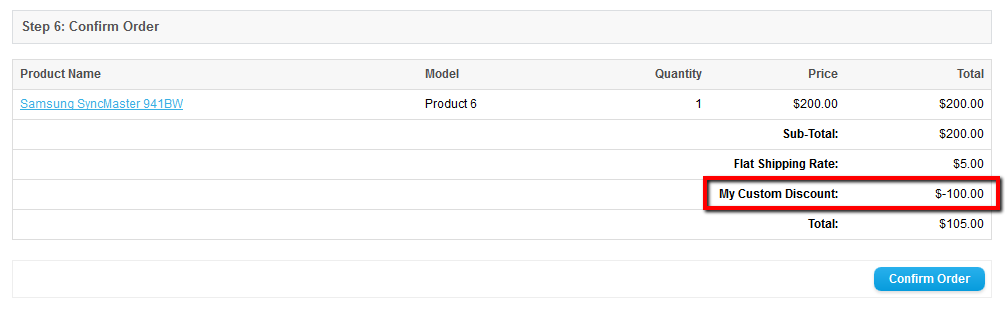 Step 6: Confirm Order
Product Name Model Quantity Price Total
Samsung SyncMaster 941BW Product 6 1 $200.00 $200.00
Sub-Total: $200.00
Flat Shipping Rate: $5.00
My Custom Discount: $-100.00
Total: $105.00
Confirm Order